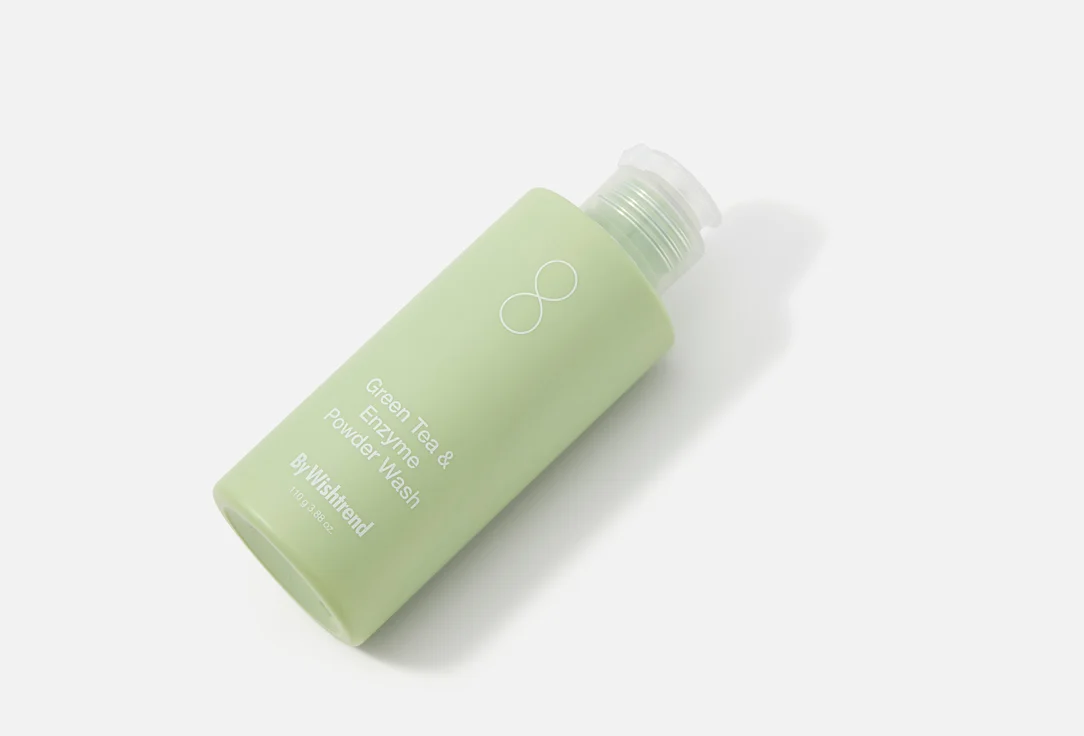 Green Tea &
Enzyme
Powder Wash
By Wishtrend
110 g 3.88 oz.